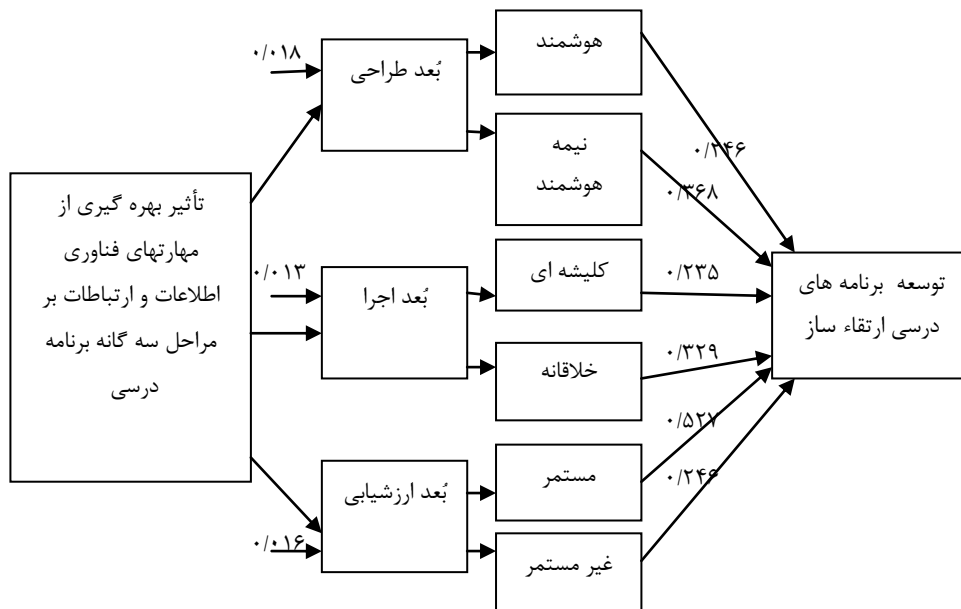 تأثیر بهره گیری از
مهارتهای فناوری
اطلاعات و ارتباطات بر
مراحل سه گانه برنامه
درسی
۰/۰۱۸
بُعد طراحی
۰/۰۱۳
بُعد اجرا
بُعد ارزشیابی
۰/۰۱۶
هوشمند
نیمه
هوشمند
کلیشه ای
خلاقانه
مستمر
غیر مستمر
۰/۲۴۶
۰/۳۶۸
۰/۲۳۵
۰/۳۲۹
۰/۵۲۷
۰/۲۴۶
توسعه برنامه های
درسی ارتقاء ساز